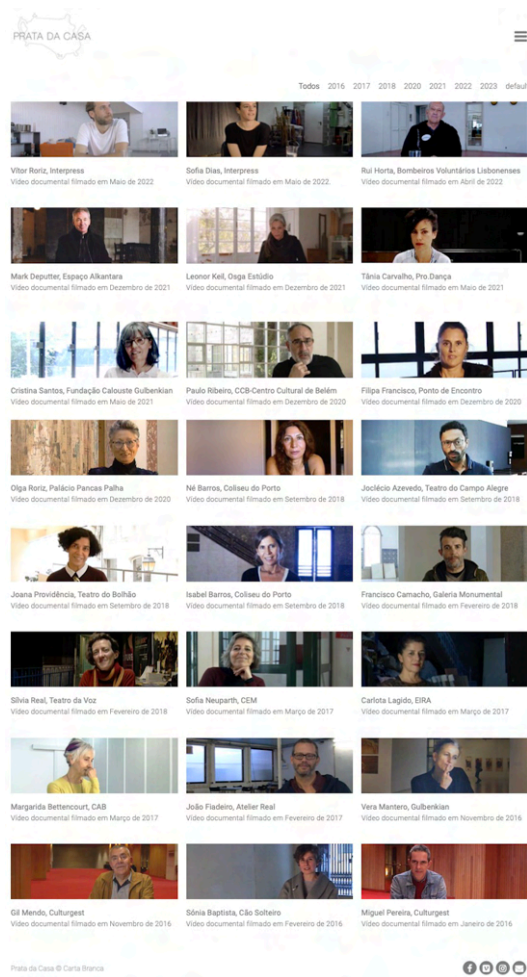 PRATA DA CASA
Todos 2016 2017 2018 2020 2021 2022 2023 defaul
Vítor Roriz, Interpress
Vídeo documental filmado em Maio de 2022
Sofia Dias, Interpress
Vídeo documental filmado em Maio de 2022.
Rui Horta, Bombeiros Voluntários Lisbonenses
Vídeo documental filmado em Abril de 2022
Mark Deputter, Espaço Alkantara
Vídeo documental filmado em Dezembro de 2021
Leonor Keil, Osga Estúdio
Vídeo documental filmado em Dezembro de 2021
Tânia Carvalho, Pro.Dança
Vídeo documental filmado em Maio de 2021
Cristina Santos, Fundação Calouste Gulbenkian
Vídeo documental filmado em Maio de 2021
Paulo Ribeiro, CCB-Centro Cultural de Belém
Vídeo documental filmado em Dezembro de 2020
Filipa Francisco, Ponto de Encontro
Vídeo documental filmado em Dezembro de 2020
Olga Roriz, Palácio Pancas Palha
Vídeo documental filmado em Dezembro de 2020
Né Barros, Coliseu do Porto
Vídeo documental filmado em Setembro de 2018
Joclécio Azevedo, Teatro do Campo Alegre
Vídeo documental filmado em Setembro de 2018
Joana Providência, Teatro do Bolhão
Vídeo documental filmado em Setembro de 2018
Isabel Barros, Coliseu do Porto
Vídeo documental filmado em Setembro de 2018
Francisco Camacho, Galeria Monumental
Vídeo documental filmado em Fevereiro de 2018
Sílvia Real, Teatro da Voz
Vídeo documental filmado em Fevereiro de 2018
Sofia Neuparth, CEM
Vídeo documental filmado em Março de 2017
Carlota Lagido, EIRA
Vídeo documental filmado em Março de 2017
Margarida Bettencourt, CAB
Vídeo documental filmado em Março de 2017
João Fiadeiro, Atelier Real
Vídeo documental filmado em Fevereiro de 2017
Vera Mantero, Gulbenkian
Vídeo documental filmado em Novembro de 2016
Gil Mendo, Culturgest
Vídeo documental filmado em Novembro de 2016
Sónia Baptista, Cão Solteiro
Vídeo documental filmado em Fevereiro de 2016
Miguel Pereira, Culturgest
Vídeo documental filmado em Janeiro de 2016
Prata da Casa © Carla Branca